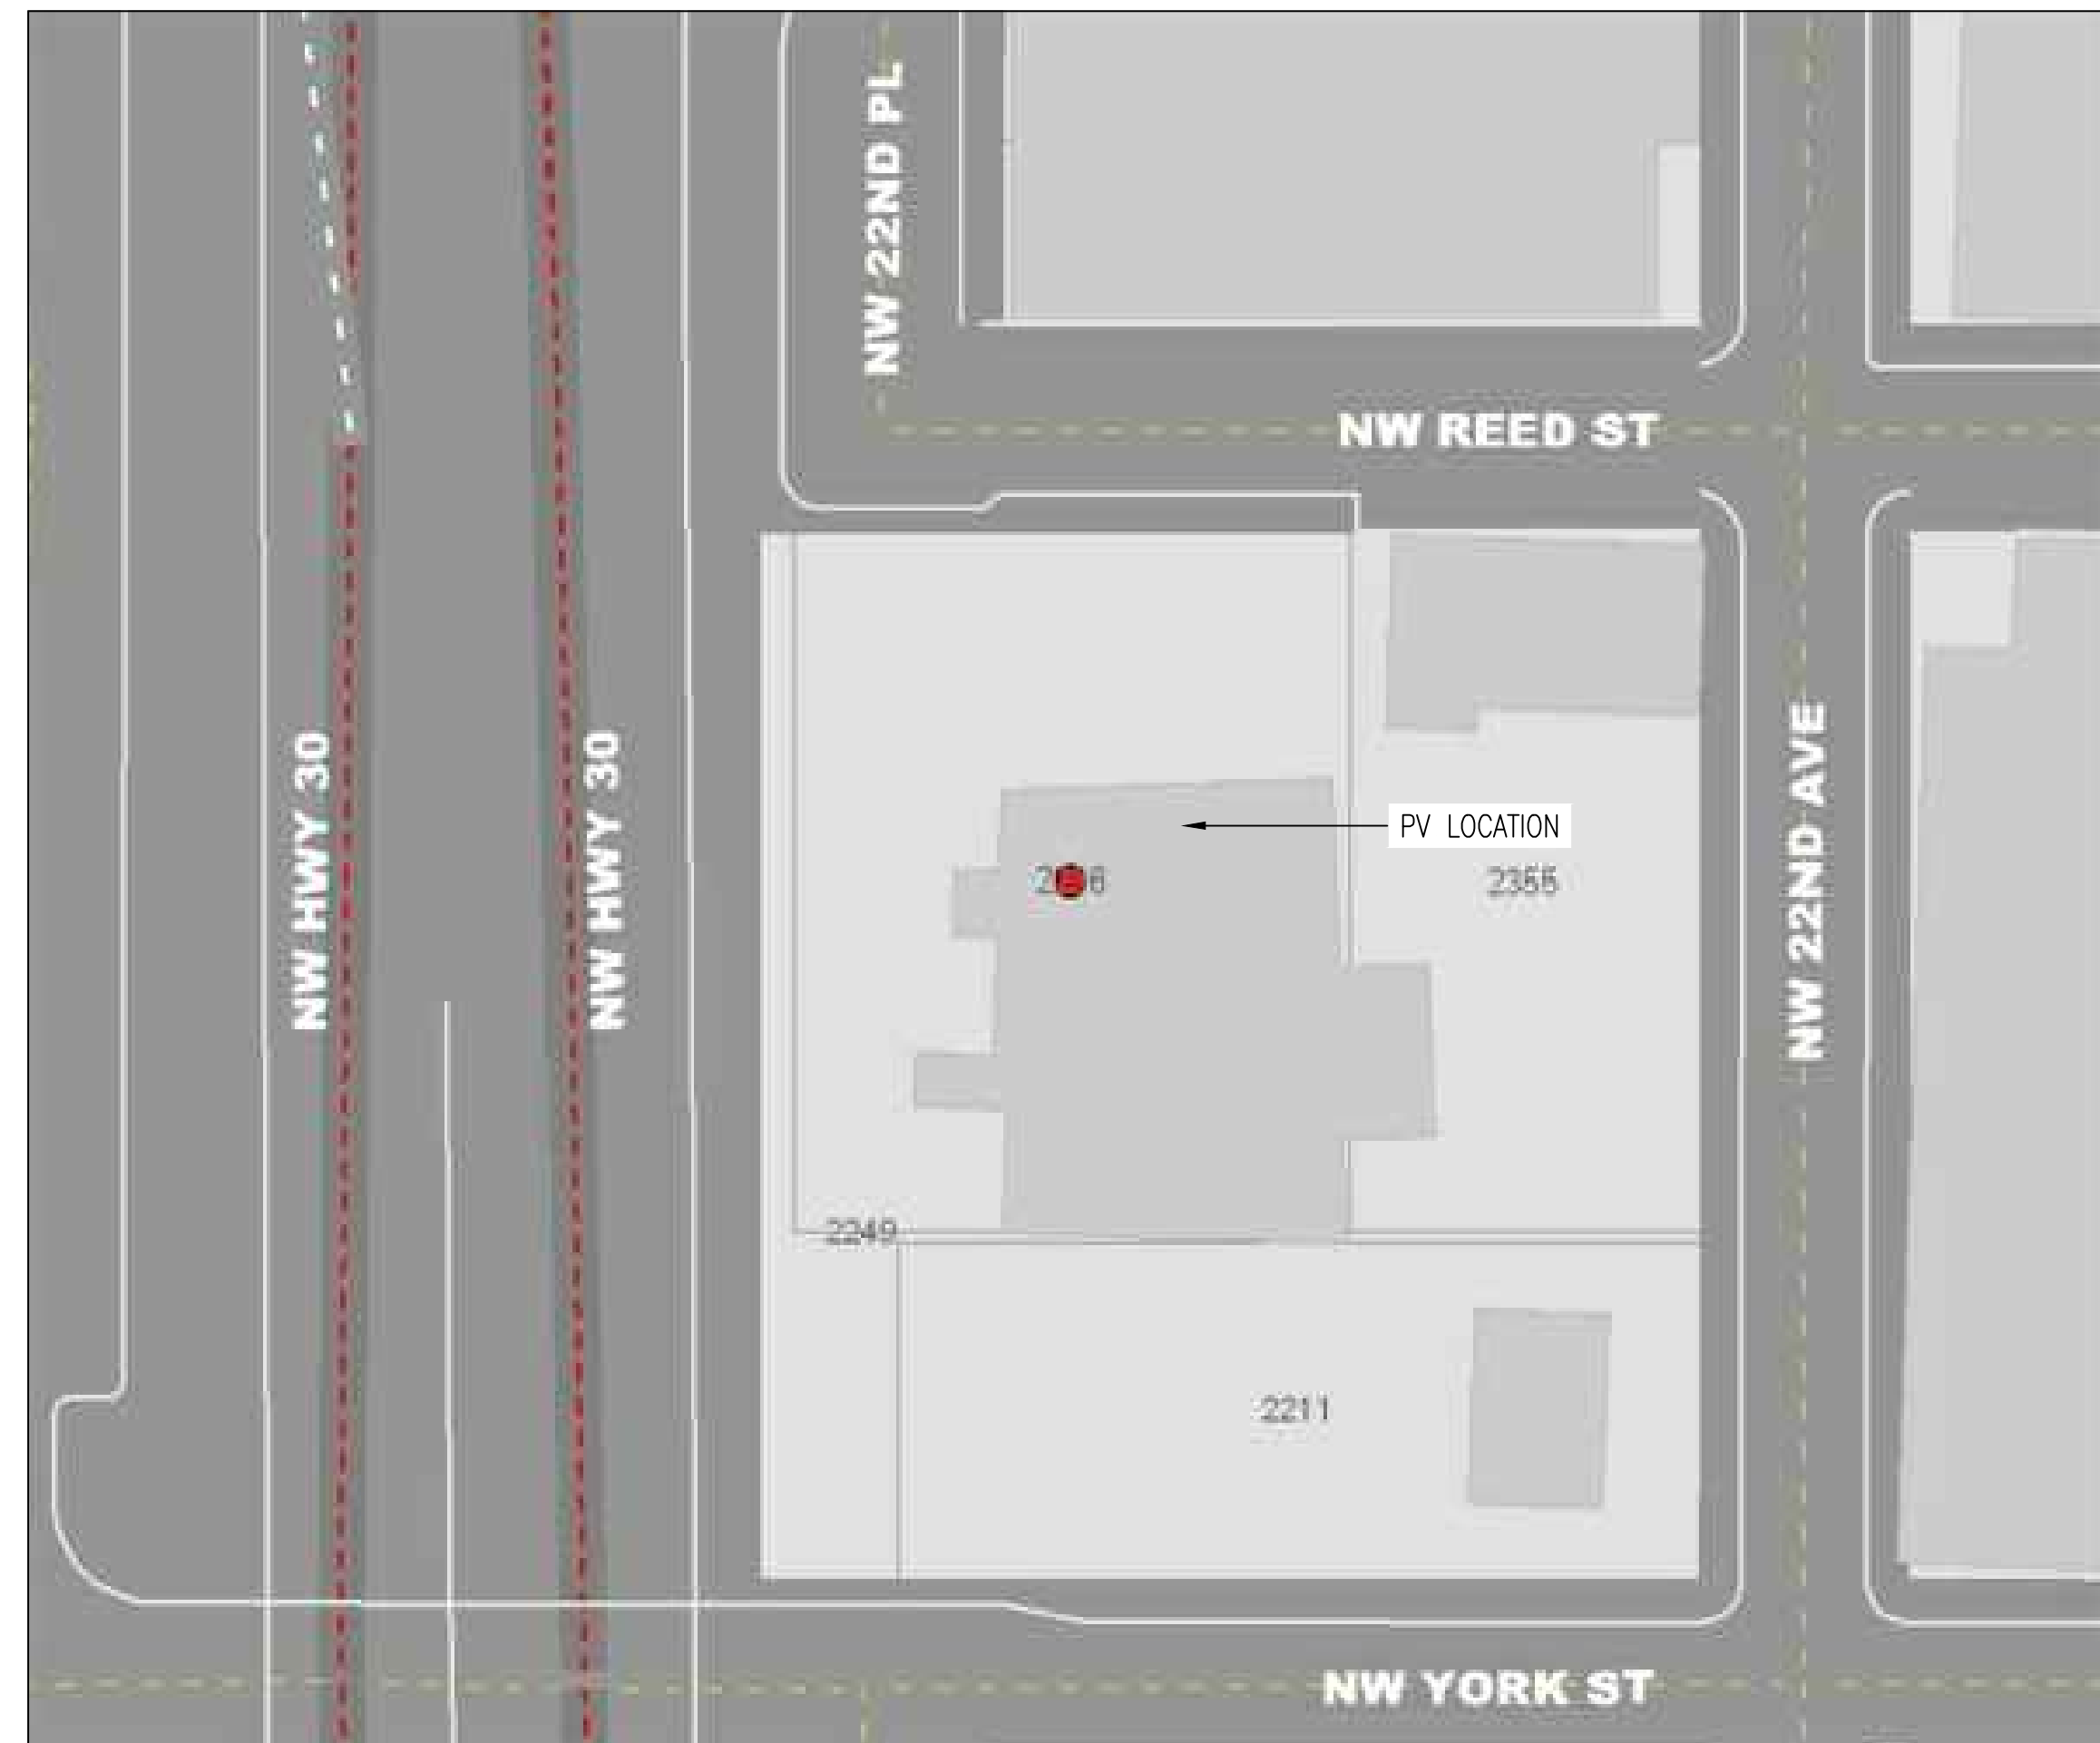 NW 22ND PL
NW REED ST
NW HWY 30
NW HWY 30
NW 22ND AVE
PV LOCATION
2355
2249
2211
NW YORK ST